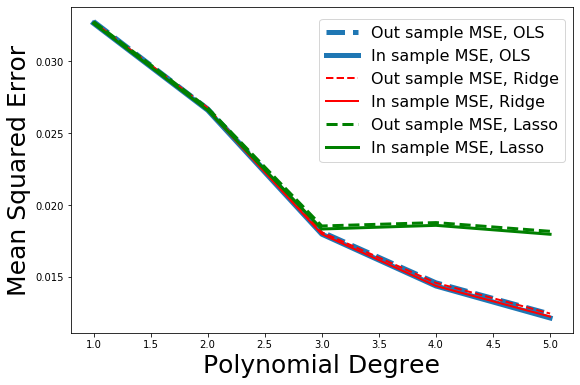 Mean Squared Error
0.030
0.025
0.020
0.015
Out sample MSE, OLS
In sample MSE, OLS
Out sample MSE, Ridge
In sample MSE, Ridge
Out sample MSE, Lasso
In sample MSE, Lasso
1.0 1.5 2.0 2.5 3.0 3.5 4.0 4.5 5.0
Polynomial Degree